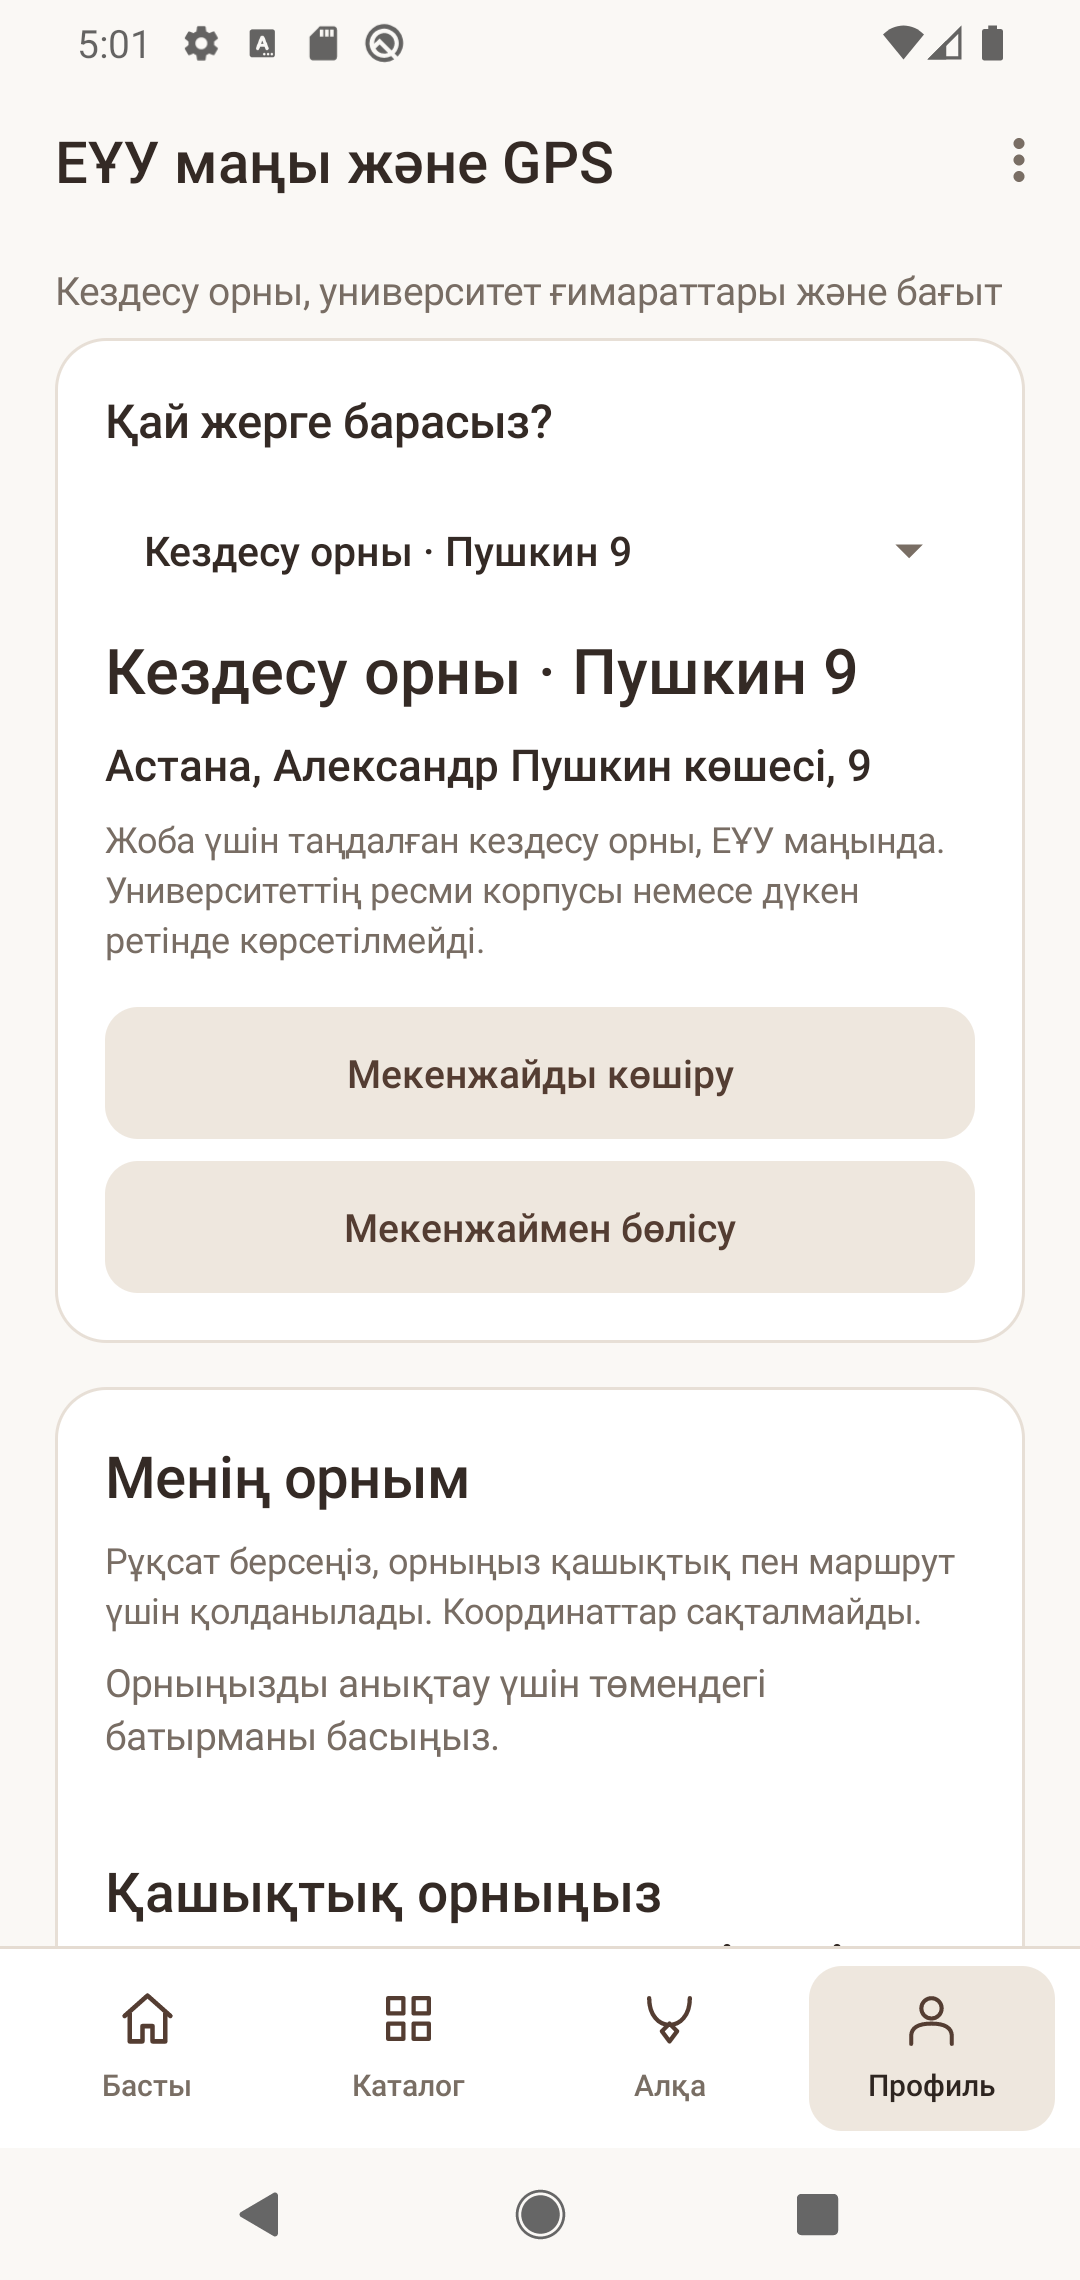 5:01
ЕҰУ маңы және GPS
Кездесу орны, университет ғимараттары және бағыт
Қай жерге барасыз?
Кездесу орны · Пушкин 9
Кездесу орны · Пушкин 9
Астана, Александр Пушкин көшесі, 9
Жоба үшін таңдалған кездесу орны, ЕҰУ маңында.
Университеттің ресми корпусы немесе дүкен
ретінде көрсетілмейді.
Мекенжайды көшіру
Мекенжаймен бөлісу
Менің орным
Рұқсат берсеңіз, орныңыз қашықтық пен маршрут
үшін қолданылады. Координаттар сақталмайды.
Орныңызды анықтау үшін төмендегі
батырманы басыңыз.
Қашықтық орныңыз
Басты
Каталог
Алқа
Профиль